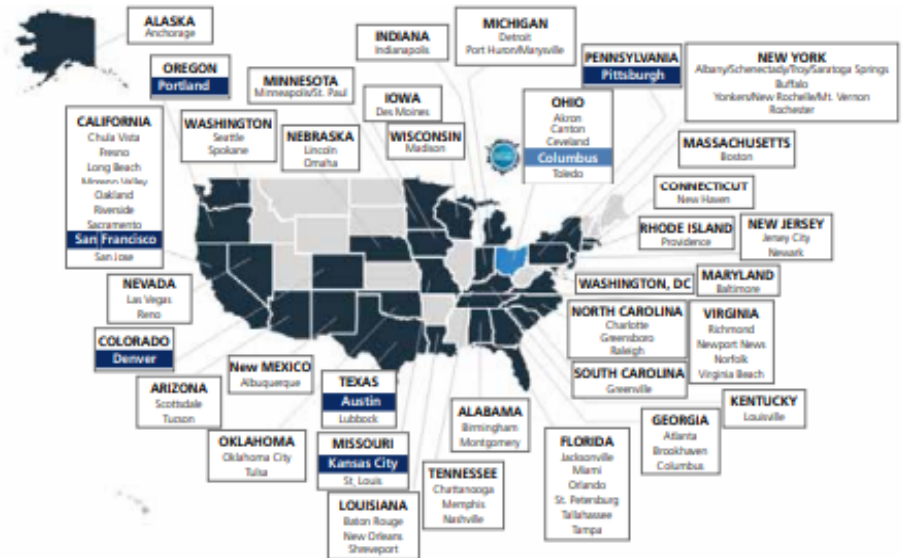 ALASKA
Anchorage
OREGON
Portland
CALIFORNIA
Chula Vista
Fresno
Long Beach
Moreno Valley
Oakland
Riverside
Sacramento
San Francisco
San Jose
WASHINGTON
Seattle
Spokane
MINNESOTA
Minneapolis/St. Paul
NEBRASKA
Lincoln
Omaha
INDIANA
Indianapolis
IOWA
Des Moines
WISCONSIN
Madison
MICHIGAN
Detroit
Port Huron/Marysville
OHIO
Akron
Canton
Ceveland
Columbus
Toledo
PENNSYLVANIA
Pittsburgh
NEW YORK
Albany/Schenectady/Troy/Saratoga Springs
Buffalo
Yonkers/New Rochelle/Mt. Vernon
Rochester
MASSACHUSETTS
Boston
CONNECTICUT
New Haven
RHODE ISLAND
Providence
NEW JERSEY
Jersey City
Newark
WASHINGTON, DC
MARYLAND
Baltimore
NORTH CAROLINA
Charlotte
Greensboro
Raleigh
VIRGINIA
Richmond
Newport News
Norfolk
Virginia Beach
SOUTH CAROLINA
Greenville
KENTUCKY
Louisville
GEORGIA
Atlanta
Brookhaven
Columbus
FLORIDA
Jacksonville
Miami
Orlando
St. Petersburg
Tallahassee
Tampa
ALABAMA
Birmingham
Montgomery
TENNESSEE
Chattanooga
Memphis
Nashville
LOUISIANA
Baton Rouge
New Orleans
Shreveport
MISSOURI
Kansas City
St. Louis
TEXAS
Austin
Lubbock
New MEXICO
Albuquerque
OKLAHOMA
Oklahoma City
Tulsa
ARIZONA
Scottsdale
Tucson
COLORADO
Denver
NEVADA
Las Vegas
Reno